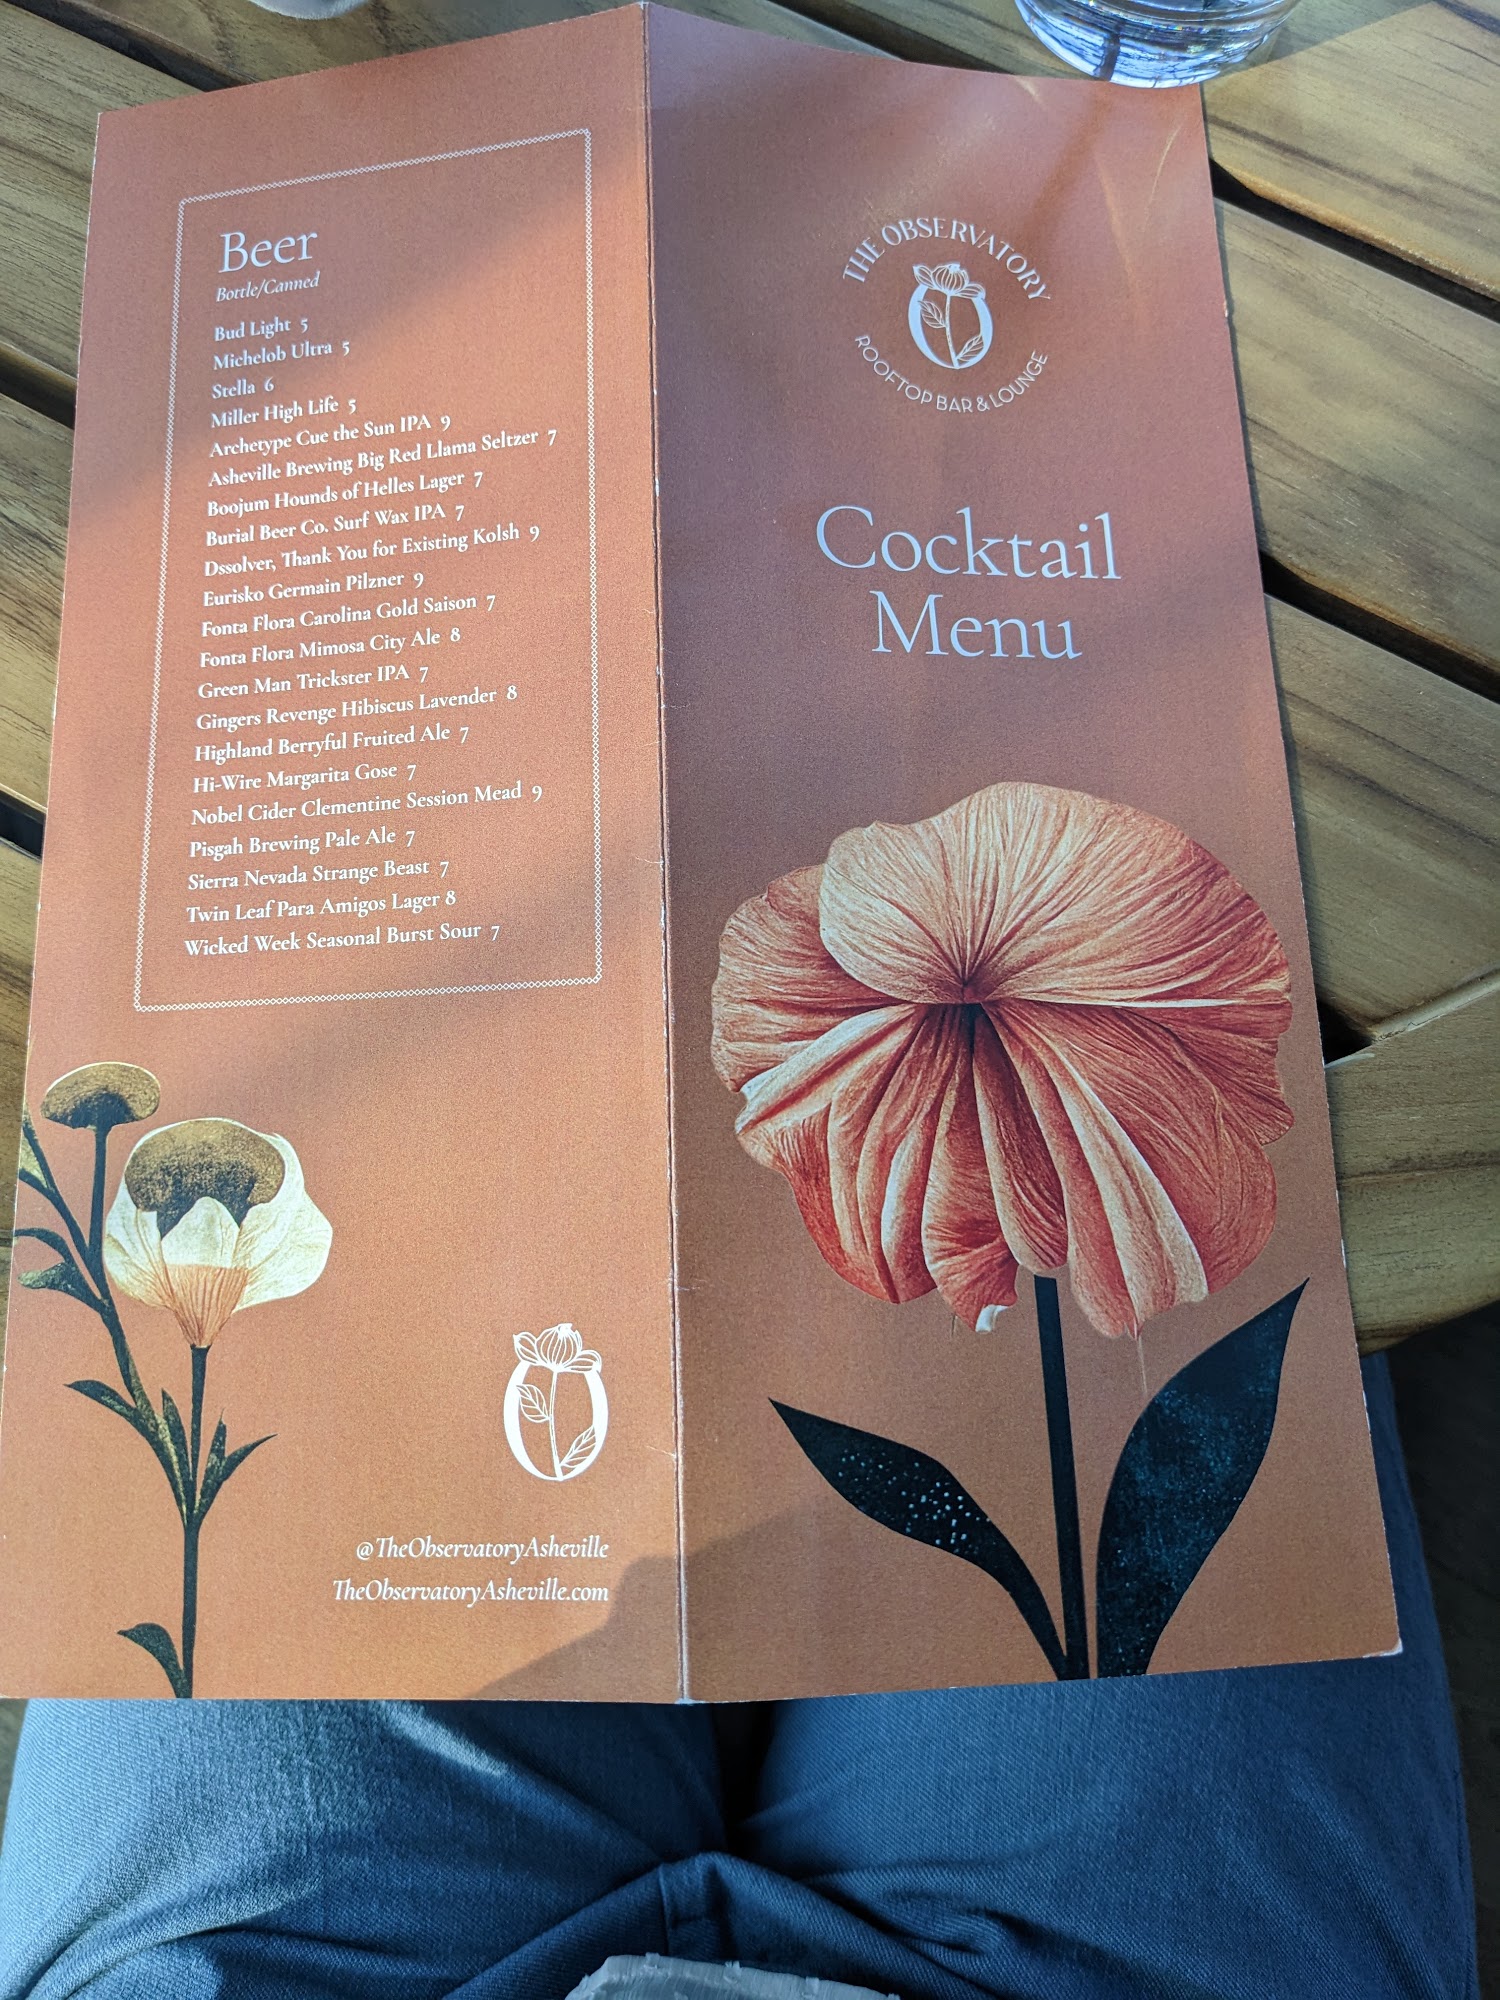 Beer
Bottle/Canned
Bud Light 5
Michelob Ultra 5
Stella 6
Miller High Life 5
Archetype Cue the Sun IPA 9
Asheville Brewing Big Red Llama Seltzer 7
Boojum Hounds of Helles Lager 7
Burial Beer Co. Surf Wax IPA 7
Dssolver, Thank You for Existing Kolsh 9
Eurisko Germain Pilzner 9
Fonta Flora Carolina Gold Saison 7
Fonta Flora Mimosa City Ale 8
Green Man Trickster IPA 7
Gingers Revenge Hibiscus Lavender 8
Highland Berryful Fruited Ale 7
Hi-Wire Margarita Gose 7
Nobel Cider Clementine Session Mead 9
Pisgah Brewing Pale Ale 7
Sierra Nevada Strange Beast 7
Twin Leaf Para Amigos Lager 8
Wicked Week Seasonal Burst Sour 7
@TheObservatoryAsheville
TheObservatoryAsheville.com
THE OBSERVATORY
ROOFTOP BAR & LOUNGE
Cocktail
Menu